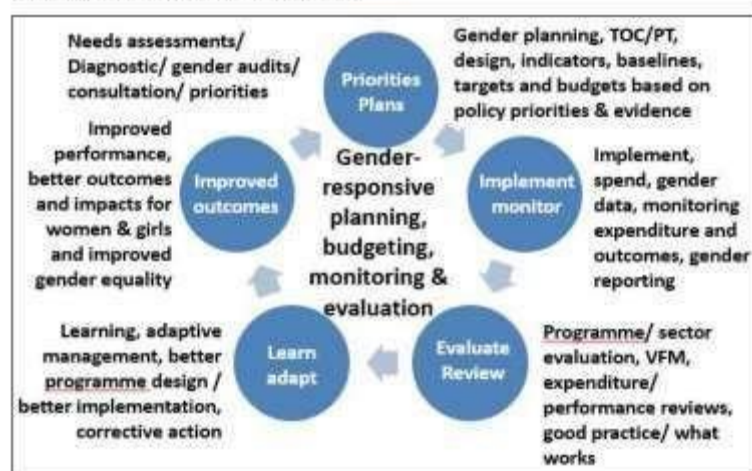 Needs assessments/
Diagnostic/ gender audits/
consultation/ priorities
Priorities
Plans
Gender planning, TOC/PT,
design, indicators, baselines,
targets and budgets based on
policy priorities & evidence
Improved
performance,
better outcomes
and impacts for
women & girls
and improved
gender equality
Improved
outcomes
Gender-
responsive
planning,
budgeting,
monitoring &
evaluation
Implement
monitor
Implement,
spend, gender
data, monitoring
expenditure and
outcomes, gender
reporting
Learning, adaptive
management, better
programme design /
better implementation,
corrective action
Learn
adapt
Evaluate
Review
Programme/ sector
evaluation, VFM,
expenditure/
performance reviews,
good practice/ what
works